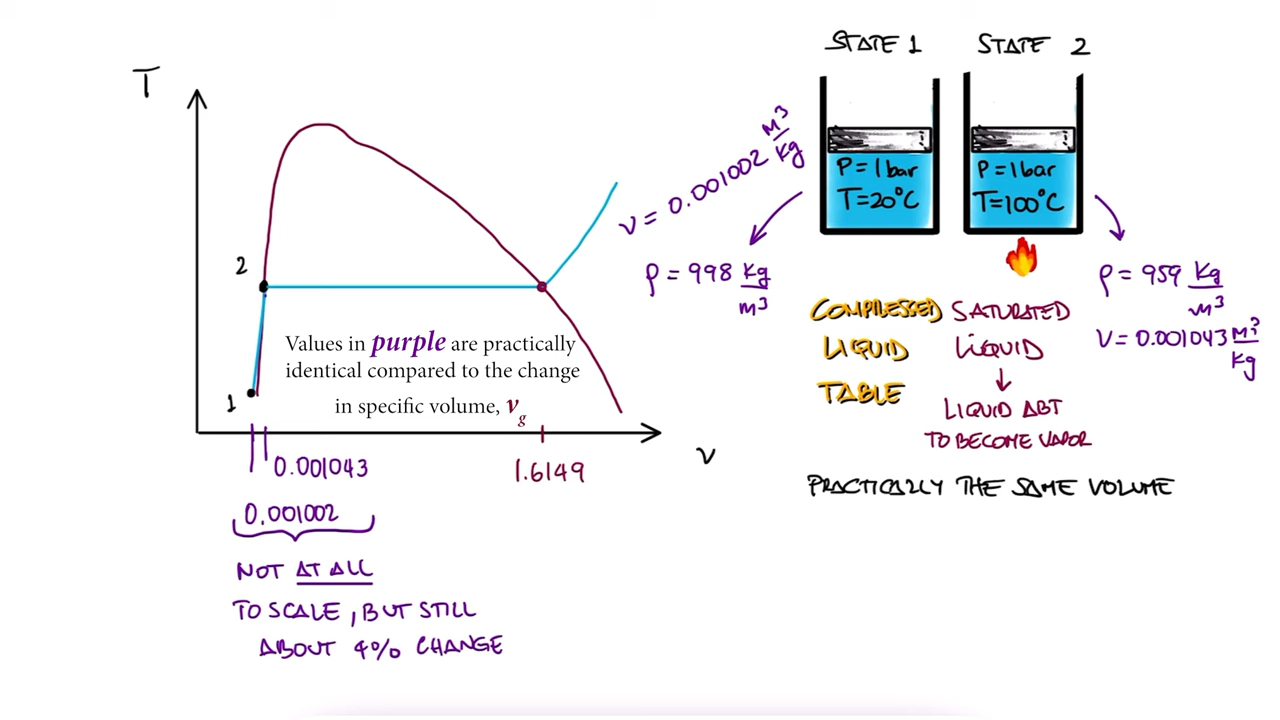 T
2
1
Values in purple are practically
identical compared to the change
in specific volume, vg
0.001043
1.6149
ν
0.001002
NOT AT ALL
TO SCALE, BUT STILL
ABOUT 4% CHANGE
STATE 1
STATE 2
P=1bar
T=20°C
P=1bar
T=100°C
ν = 0.001002 m³/kg
ρ = 998 kg/m³
ρ = 959 kg/m³
ν = 0.001043 m³/kg
COMPRESSED
LIQUID
TABLE
SATURATED
LIQUID
↓
LIQUID ABT
TO BECOME VAPOR
PRACTICALLY THE SAME VOLUME